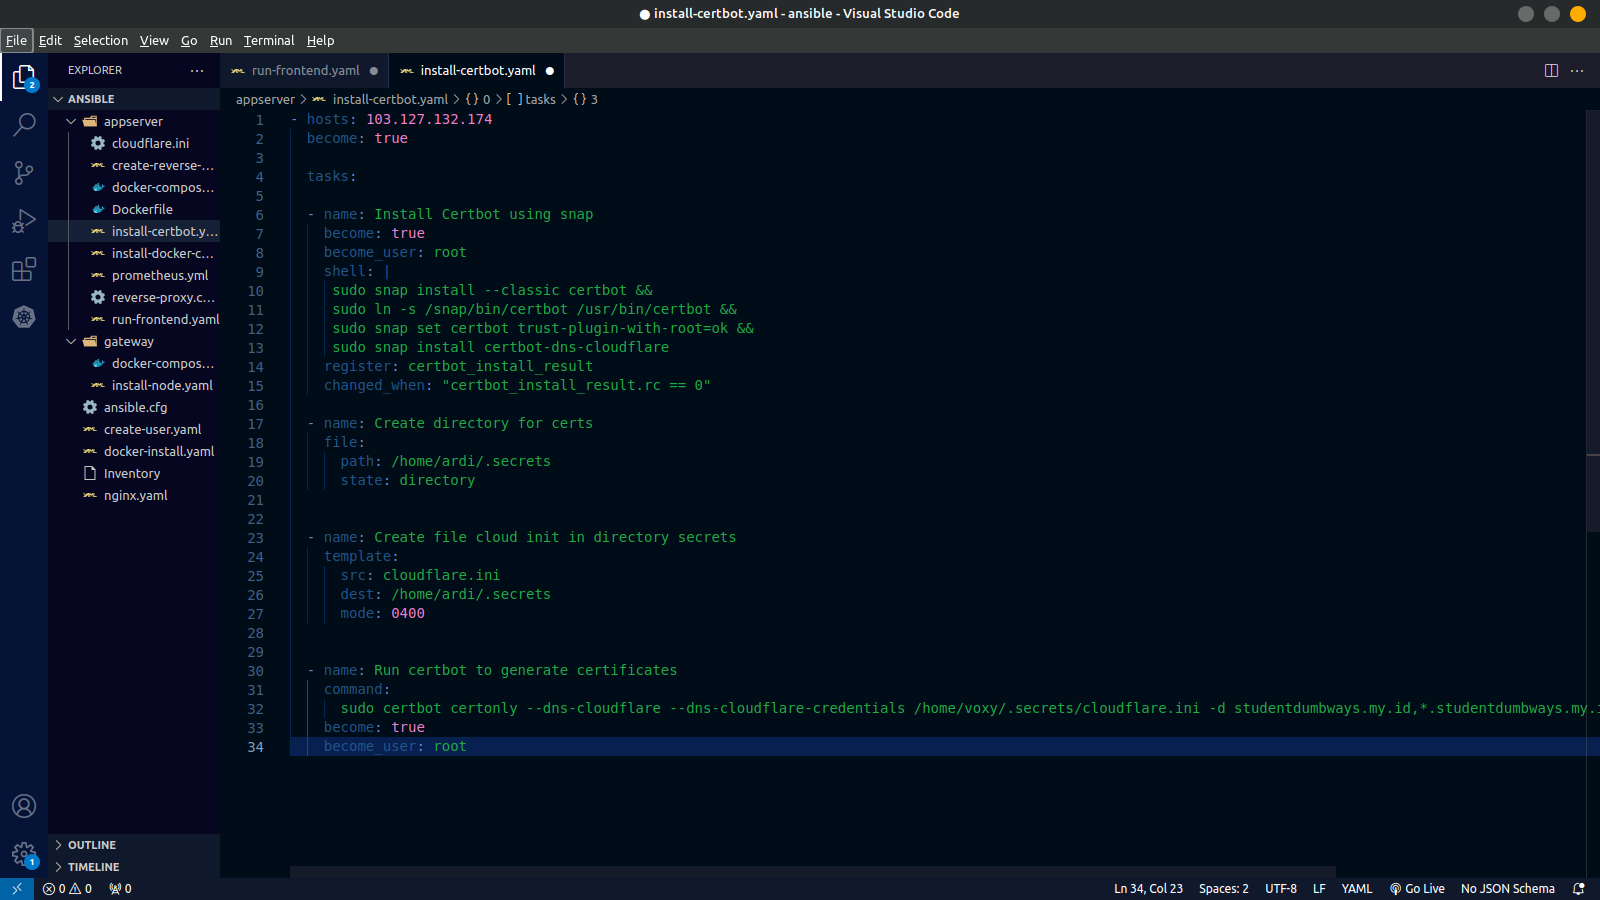 ● install-certbot.yaml - ansible - Visual Studio Code
File Edit Selection View Go Run Terminal Help
EXPLORER
run-frontend.yaml
install-certbot.yaml
ANSIBLE
appserver > install-certbot.yaml > {} 0 > [ ] tasks > {} 3
appserver
cloudflare.ini
create-reverse-...
docker-compos...
Dockerfile
install-certbot.y...
install-docker-c...
prometheus.yml
reverse-proxy.c...
run-frontend.yaml
gateway
docker-compos...
install-node.yaml
ansible.cfg
create-user.yaml
docker-install.yaml
Inventory
nginx.yaml
OUTLINE
TIMELINE
2
1
1 - hosts: 103.127.132.174
2 become: true
3
4 tasks:
5
6 - name: Install Certbot using snap
7 become: true
8 become_user: root
9 shell: |
10 sudo snap install --classic certbot &&
11 sudo ln -s /snap/bin/certbot /usr/bin/certbot &&
12 sudo snap set certbot trust-plugin-with-root=ok &&
13 sudo snap install certbot-dns-cloudflare
14 register: certbot_install_result
15 changed_when: "certbot_install_result.rc == 0"
16
17 - name: Create directory for certs
18 file:
19 path: /home/ardi/.secrets
20 state: directory
21
22
23 - name: Create file cloud init in directory secrets
24 template:
25 src: cloudflare.ini
26 dest: /home/ardi/.secrets
27 mode: 0400
28
29
30 - name: Run certbot to generate certificates
31 command:
32 sudo certbot certonly --dns-cloudflare --dns-cloudflare-credentials /home/voxy/.secrets/cloudflare.ini -d studentdumbways.my.id,*.studentdumbways.my.i
33 become: true
34 become_user: root
0 0 0 Ln 34, Col 23 Spaces: 2 UTF-8 LF YAML Go Live No JSON Schema